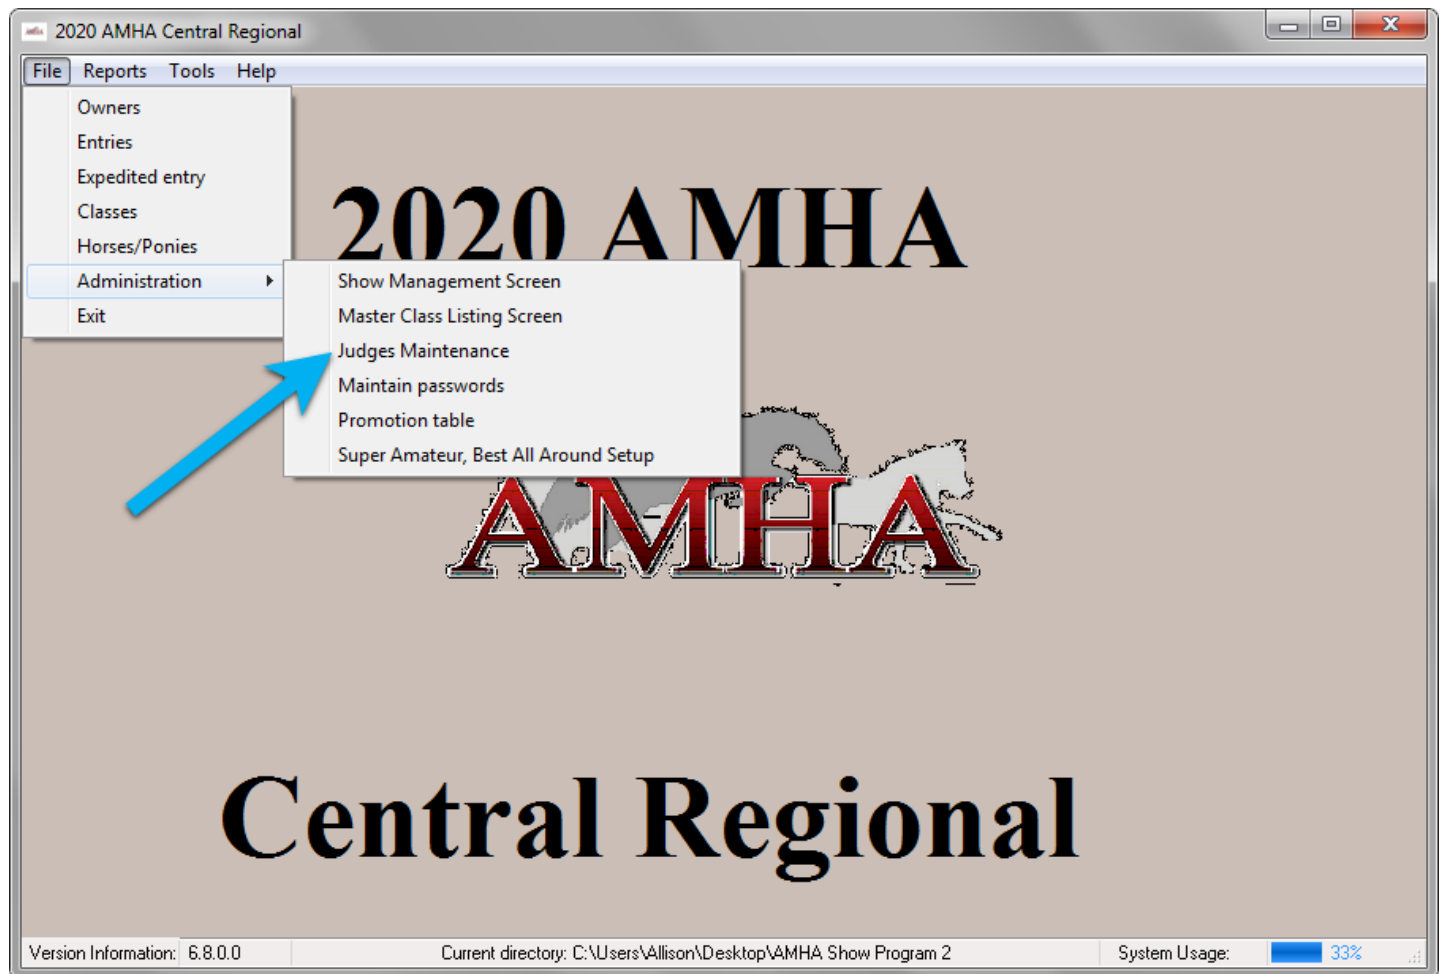 2020 AMHA Central Regional
File Reports Tools Help
Owners
Entries
Expedited entry
Classes
Horses/Ponies
Administration
Exit
Show Management Screen
Master Class Listing Screen
Judges Maintenance
Maintain passwords
Promotion table
Super Amateur, Best All Around Setup
2020 AMHA
AMHA
Central Regional
Version Information: 6.8.0.0 Current directory: C:\Users\Allison\Desktop\AMHA Show Program 2 System Usage: 33%